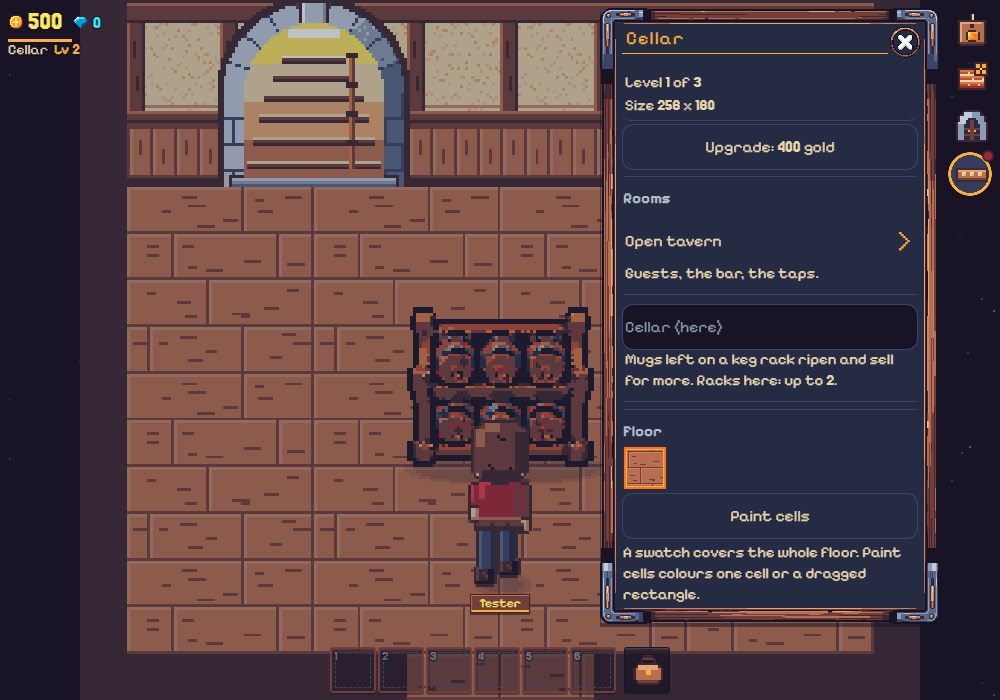 500 0
Cellar Lv 2
Cellar
Level 1 of 3
Size 256 x 160
Upgrade: 400 gold
Rooms
Open tavern
Guests, the bar, the taps.
Cellar (here)
Mugs left on a keg rack ripen and sell
for more. Racks here: up to 2.
Floor
Paint cells
A swatch covers the whole floor. Paint
cells colours one cell or a dragged
rectangle.
Tester
1 2 3 4 5 6